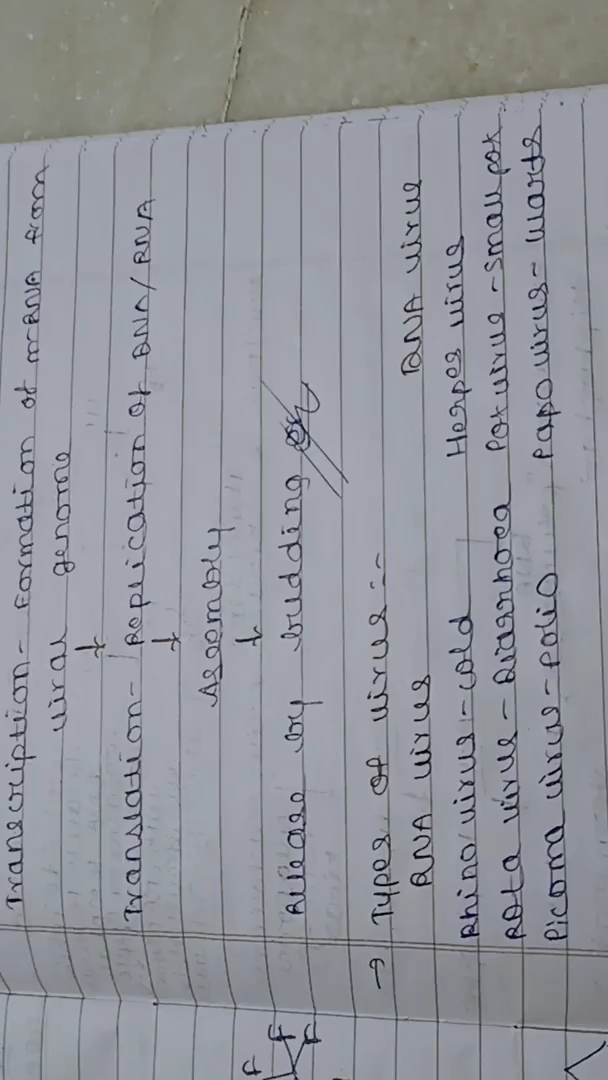 Transcription - Formation of m-RNA from
viral genome
↓
Translation - / Replication of DNA/RNA
↓
Assembly
↓
Release by budding
→ Types of virus :-
RNA virus DNA virus
Rhino virus - cold Herpes virus
Rota virus - Diarrhoea Pox virus - small pox
Picorna virus - polio Papo virus - warts
F
F
F